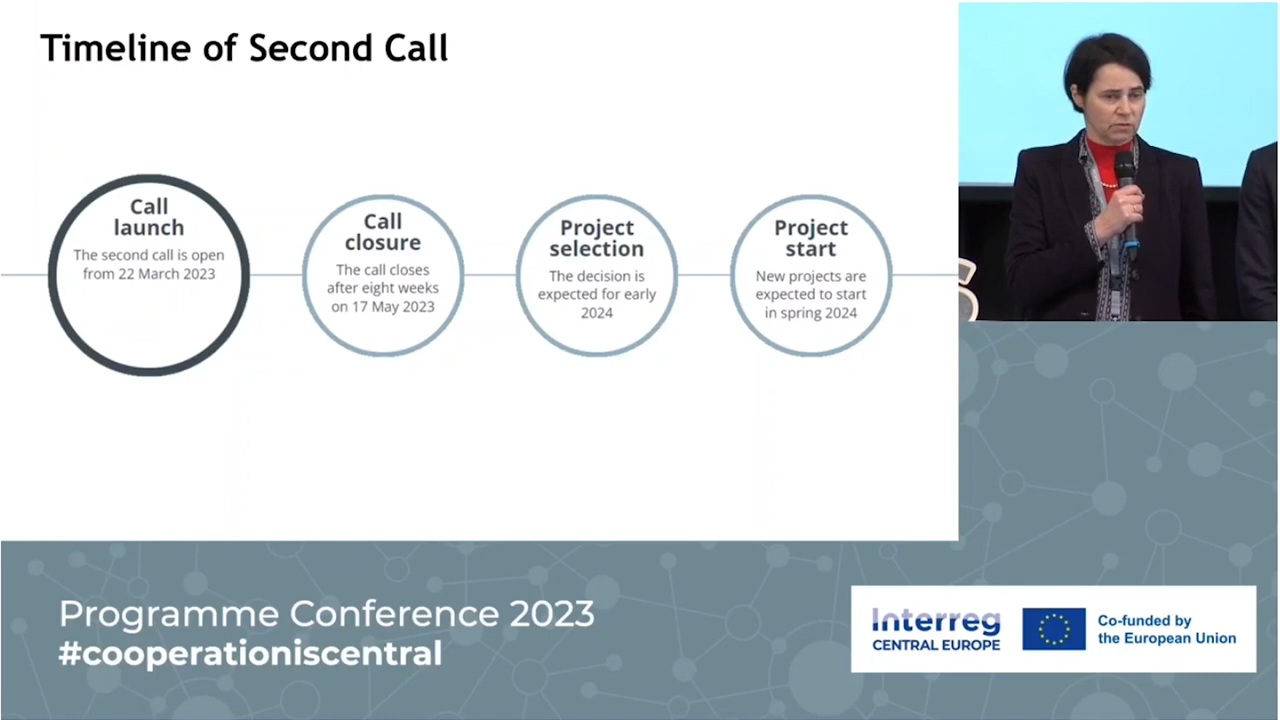 Timeline of Second Call
Call
launch
The second call is open
from 22 March 2023
Call
closure
The call closes
after eight weeks
on 17 May 2023
Project
selection
The decision is
expected for early
2024
Project
start
New projects are
expected to start
in spring 2024
Programme Conference 2023
#cooperationiscentral
Interreg
CENTRAL EUROPE
Co-funded by
the European Union